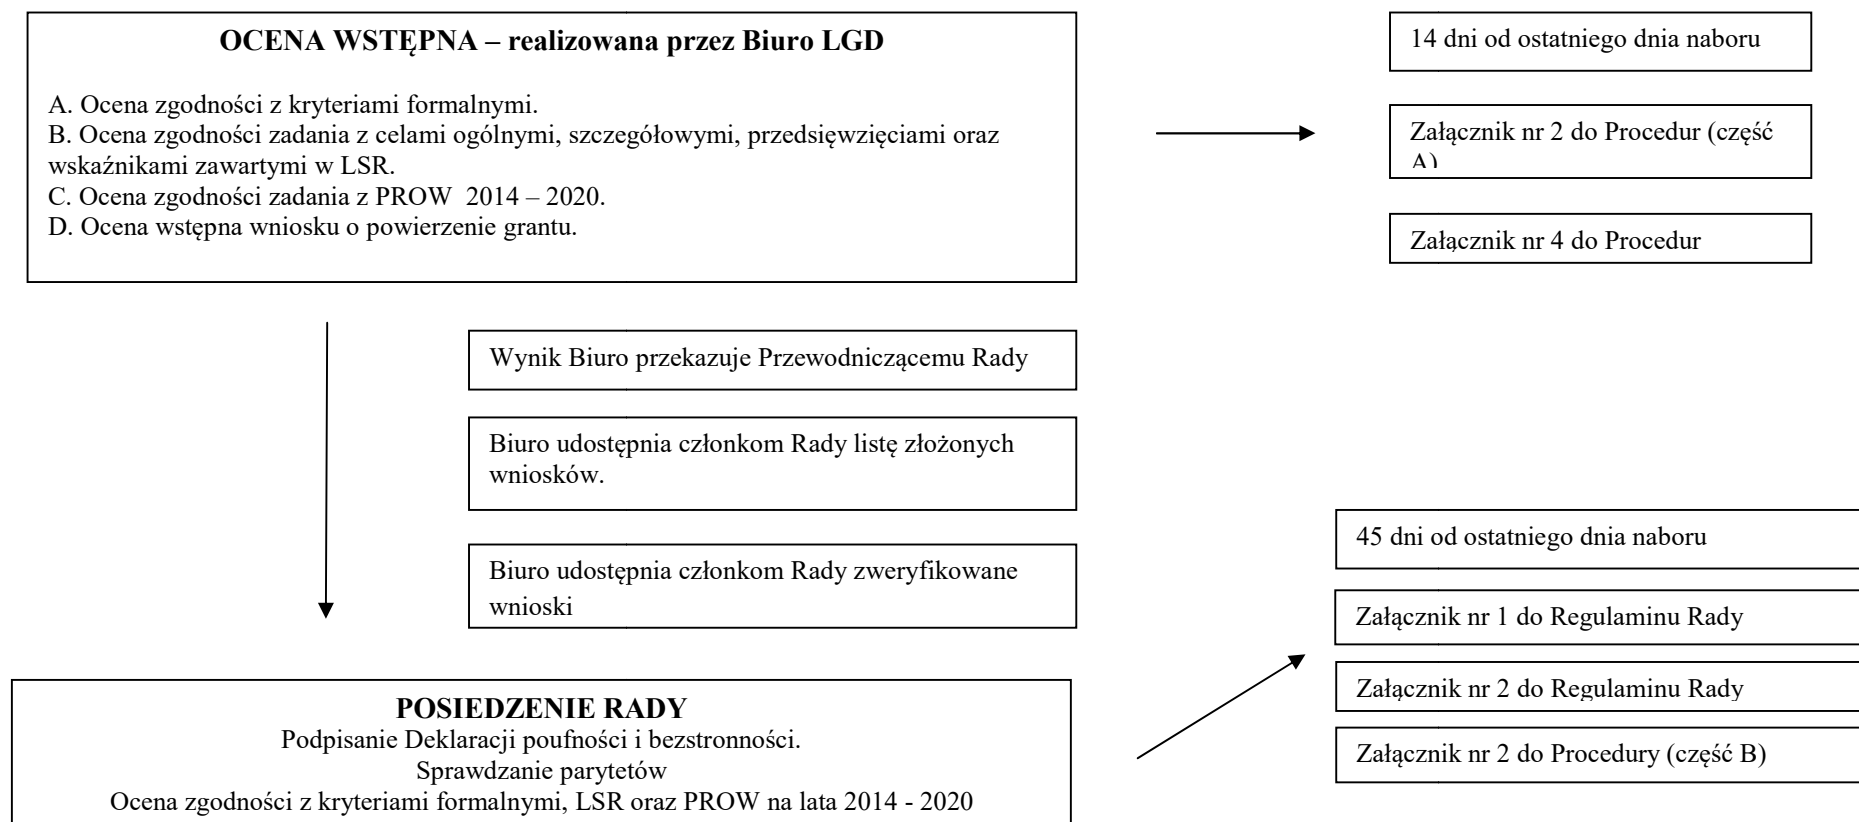 OCENA WSTĘPNA – realizowana przez Biuro LGD
A. Ocena zgodności z kryteriami formalnymi.
B. Ocena zgodności zadania z celami ogólnymi, szczegółowymi, przedsięwzięciami oraz
wskaźnikami zawartymi w LSR.
C. Ocena zgodności zadania z PROW 2014 – 2020.
D. Ocena wstępna wniosku o powierzenie grantu.
14 dni od ostatniego dnia naboru
Załącznik nr 2 do Procedur (część
A)
Załącznik nr 4 do Procedur
Wynik Biuro przekazuje Przewodniczącemu Rady
Biuro udostępnia członkom Rady listę złożonych
wniosków.
Biuro udostępnia członkom Rady zweryfikowane
wnioski
45 dni od ostatniego dnia naboru
Załącznik nr 1 do Regulaminu Rady
Załącznik nr 2 do Regulaminu Rady
Załącznik nr 2 do Procedury (część B)
POSIEDZENIE RADY
Podpisanie Deklaracji poufności i bezstronności.
Sprawdzanie parytetów
Ocena zgodności z kryteriami formalnymi, LSR oraz PROW na lata 2014 - 2020